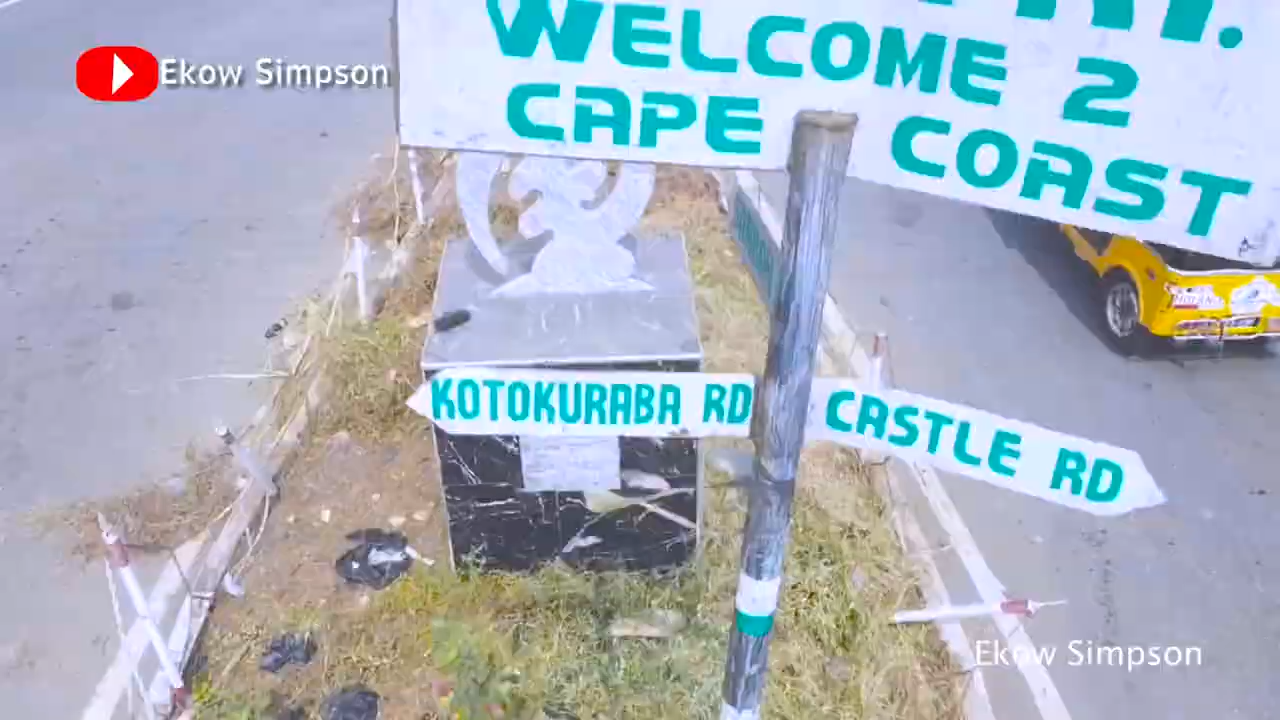 Ekow Simpson
WELCOME 2
CAPE COAST
KOTOKURABA RD
CASTLE RD
Ekow Simpson